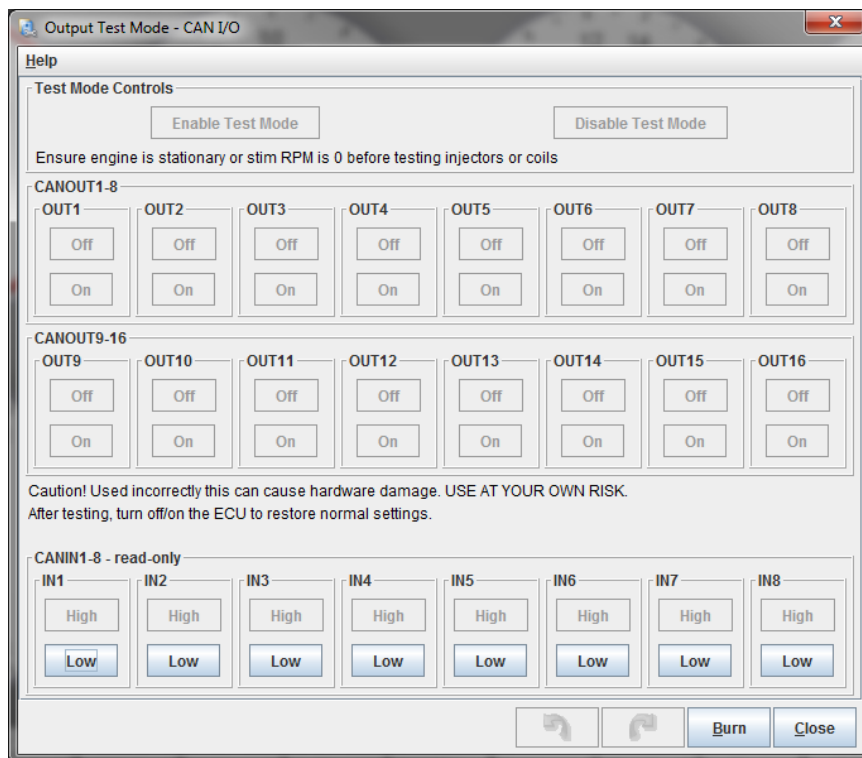 Output Test Mode - CAN I/O
Help
Test Mode Controls
Enable Test Mode Disable Test Mode
Ensure engine is stationary or stim RPM is 0 before testing injectors or coils
CANOUT1-8
OUT1 OUT2 OUT3 OUT4 OUT5 OUT6 OUT7 OUT8
Off Off Off Off Off Off Off Off
On On On On On On On On
CANOUT9-16
OUT9 OUT10 OUT11 OUT12 OUT13 OUT14 OUT15 OUT16
Off Off Off Off Off Off Off Off
On On On On On On On On
Caution! Used incorrectly this can cause hardware damage. USE AT YOUR OWN RISK.
After testing, turn off/on the ECU to restore normal settings.
CANIN1-8 - read-only
IN1 IN2 IN3 IN4 IN5 IN6 IN7 IN8
High High High High High High High High
Low Low Low Low Low Low Low Low
Burn Close